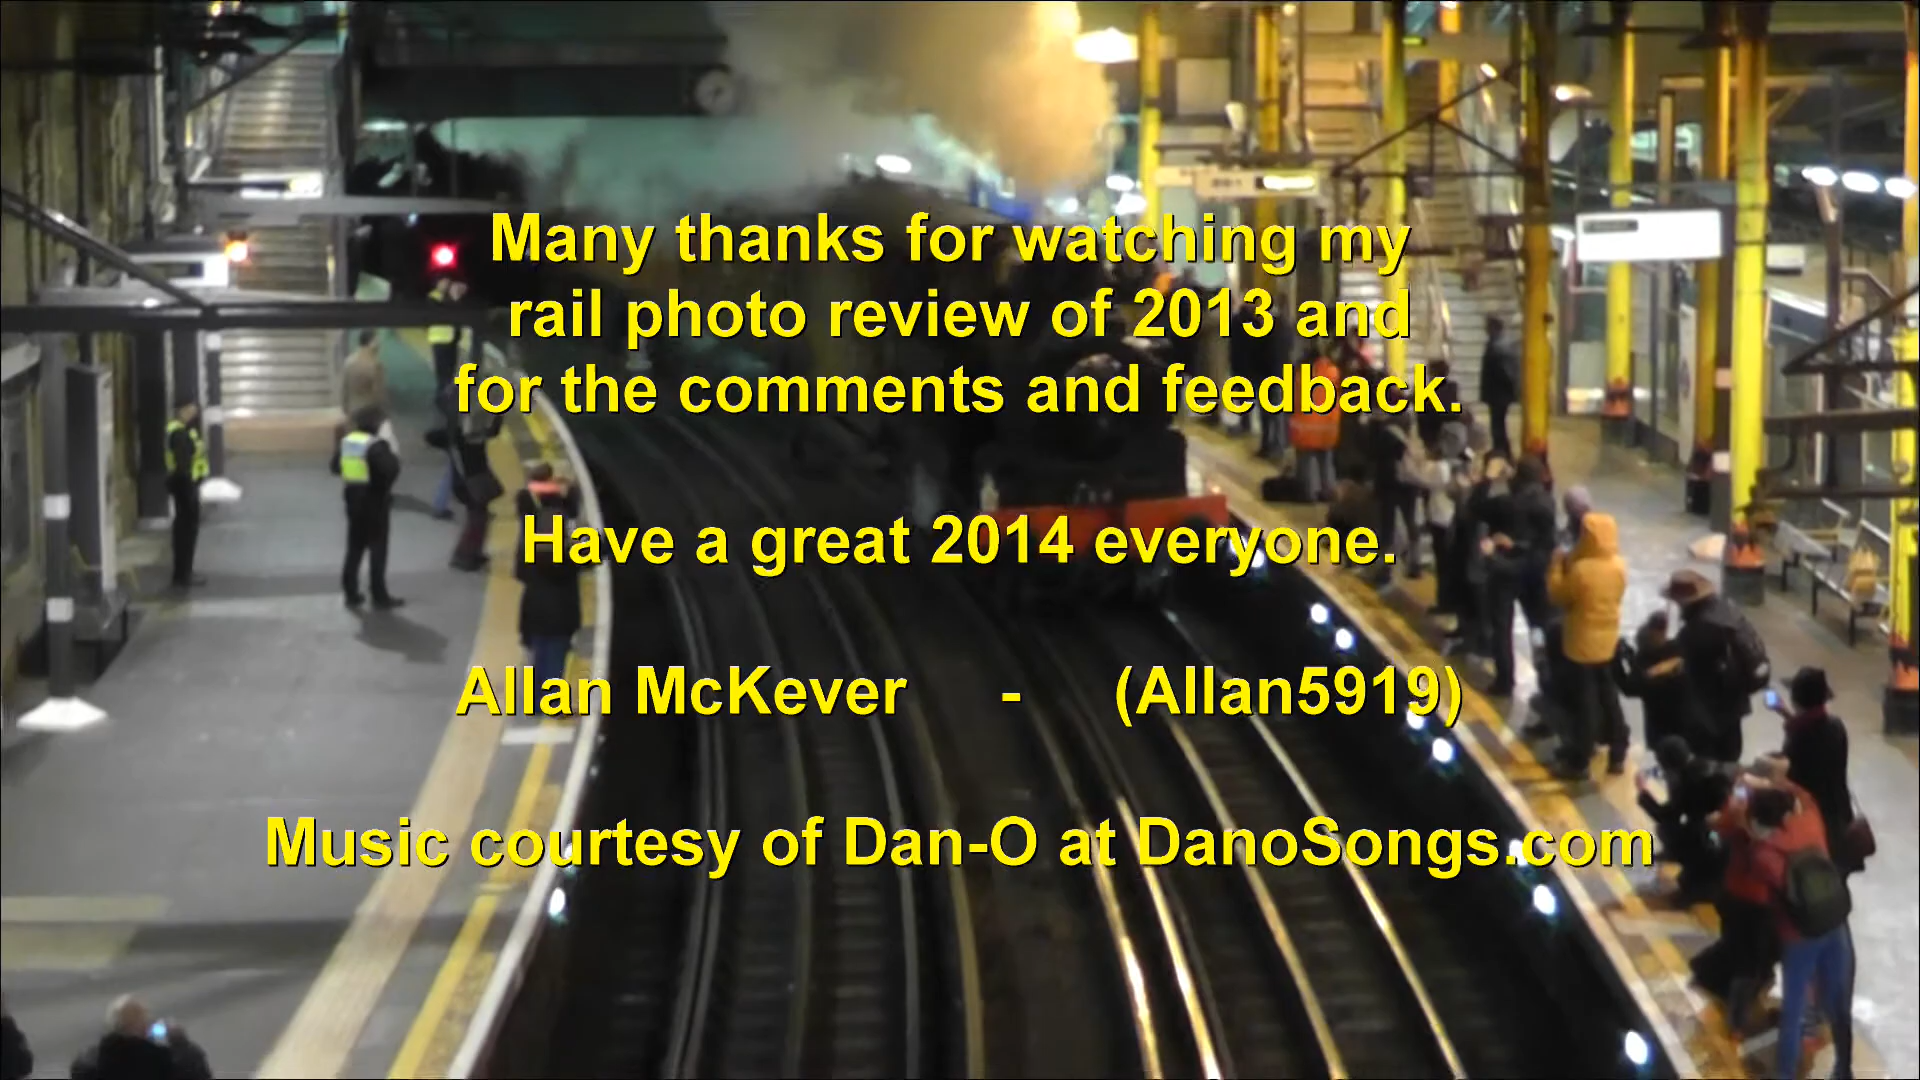 Many thanks for watching my
rail photo review of 2013 and
for the comments and feedback.
Have a great 2014 everyone.
Allan McKever - (Allan5919)
Music courtesy of Dan-O at DanoSongs.com